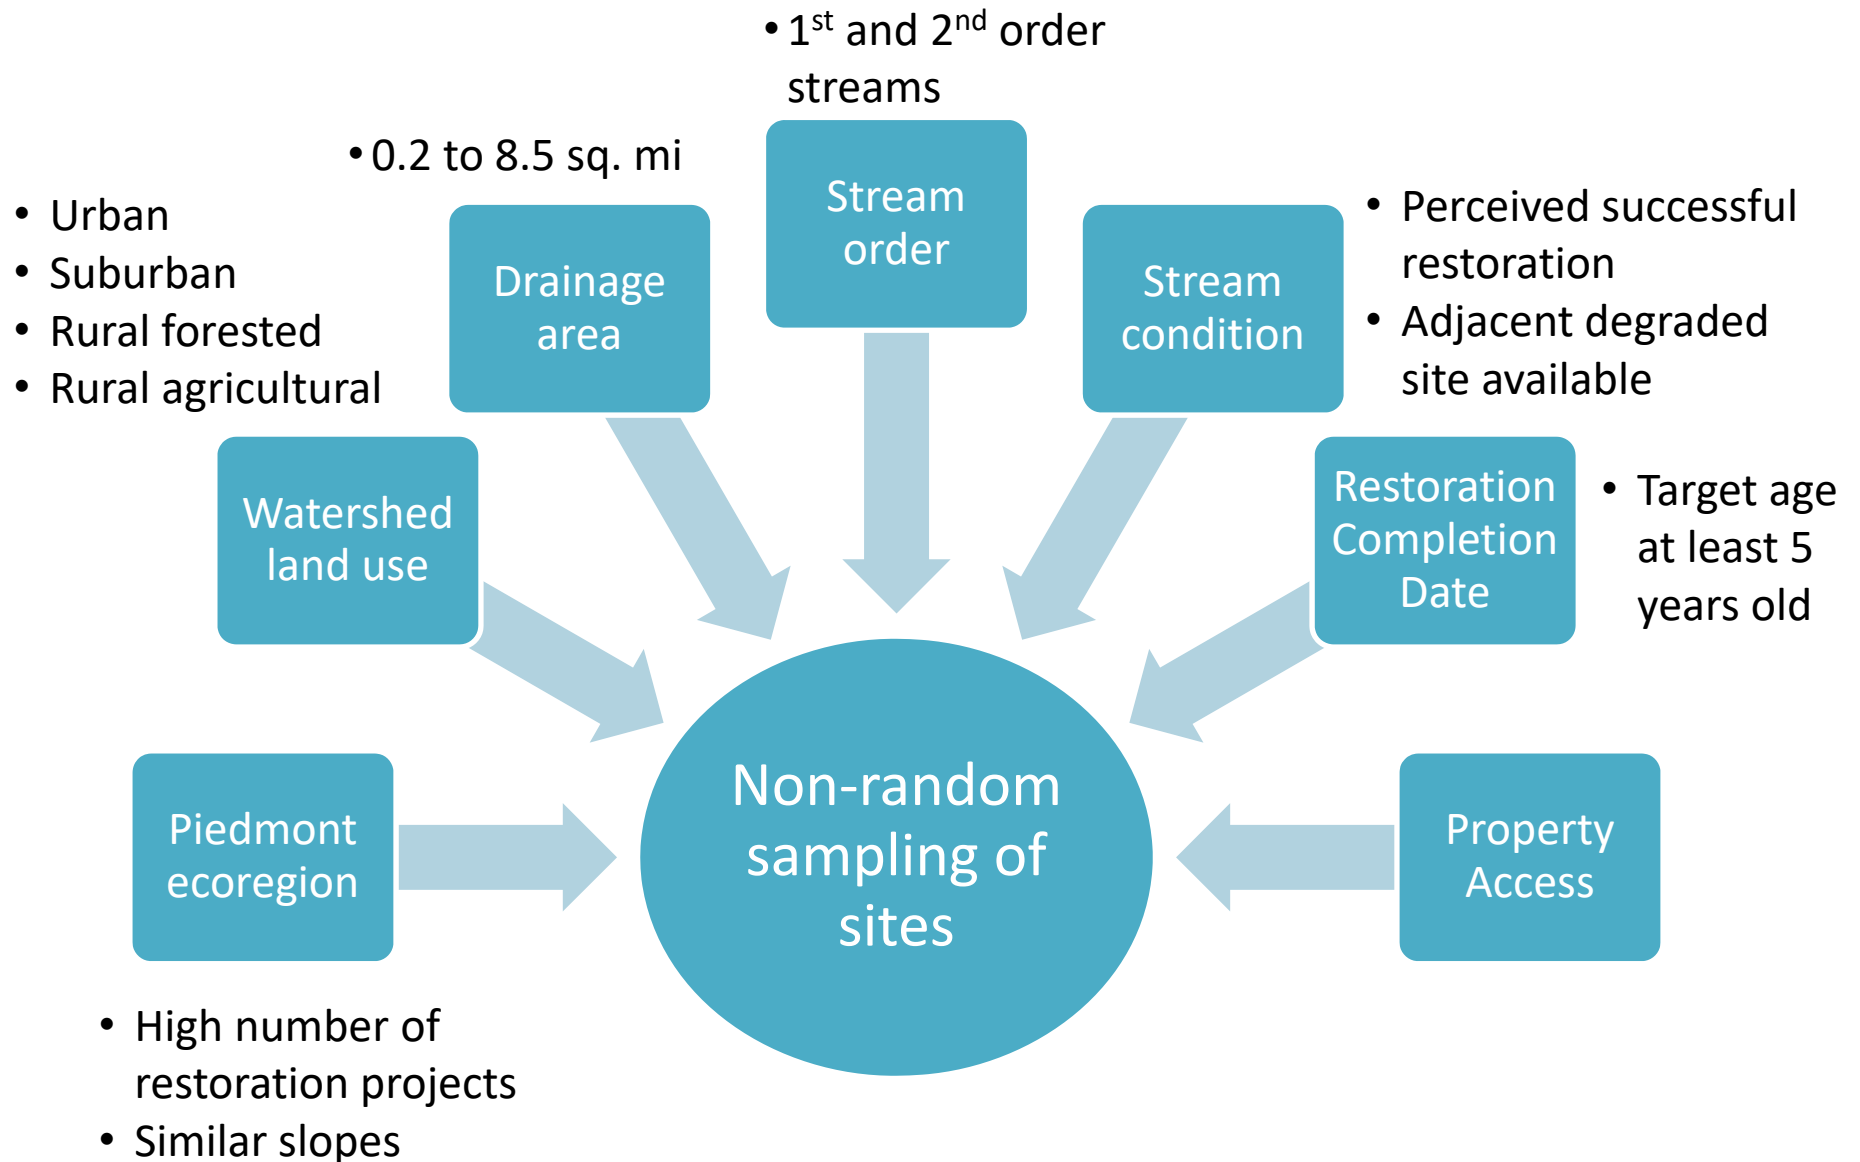 • 1st and 2nd order
streams
• 0.2 to 8.5 sq. mi
• Urban
• Suburban
• Rural forested
• Rural agricultural
Stream
order
Drainage
area
Stream
condition
• Perceived successful
restoration
• Adjacent degraded
site available
Watershed
land use
Restoration
Completion
Date
• Target age
at least 5
years old
Piedmont
ecoregion
Non-random
sampling of
sites
Property
Access
• High number of
restoration projects
• Similar slopes